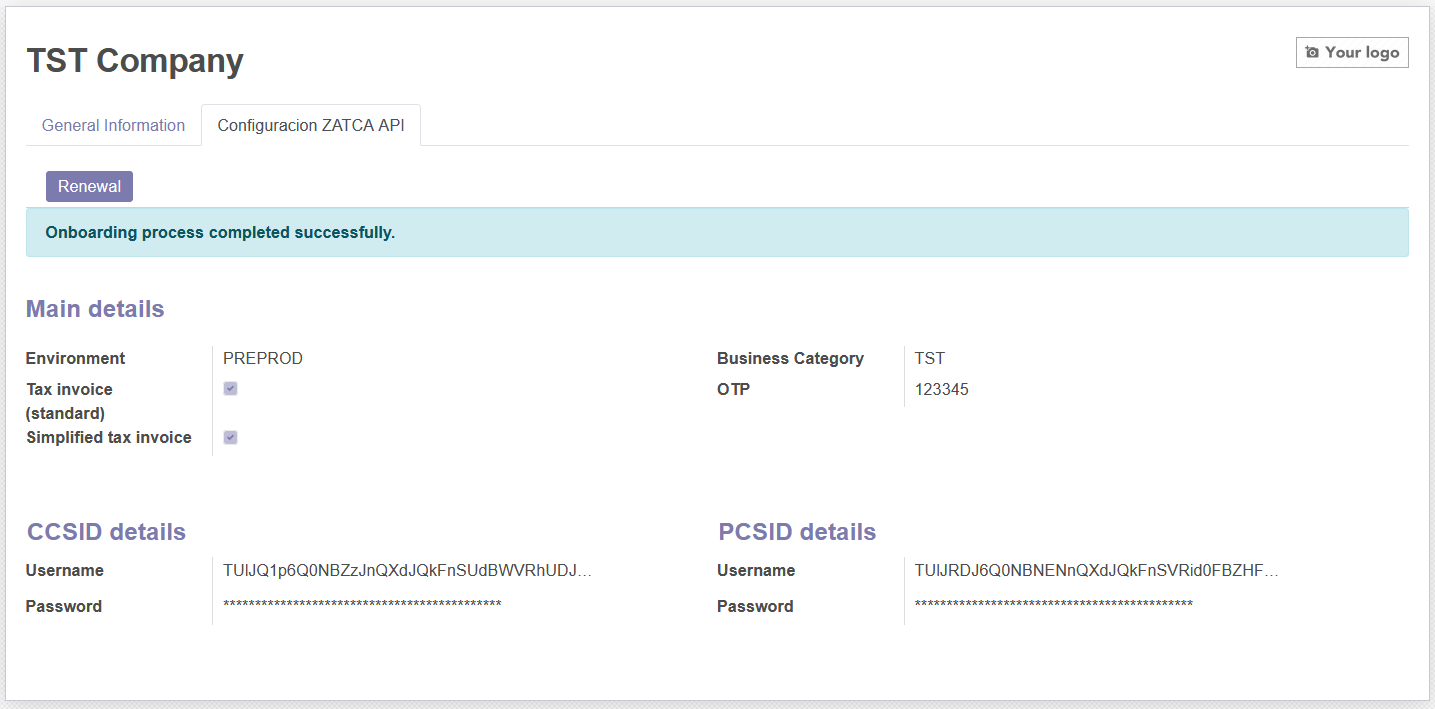 TST Company
Your logo
General Information
Configuracion ZATCA API
Renewal
Onboarding process completed successfully.
Main details
Environment
PREPROD
Tax invoice
(standard)
Simplified tax invoice
Business Category
TST
OTP
123345
CCSID details
Username
TUlJQ1p6Q0NBZzJnQXdJQkFnSUdBWVRhUDJ...
Password
********************************************
PCSID details
Username
TUlJRDJ6Q0NBNENnQXdJQkFnSVRid0FBZHF...
Password
********************************************